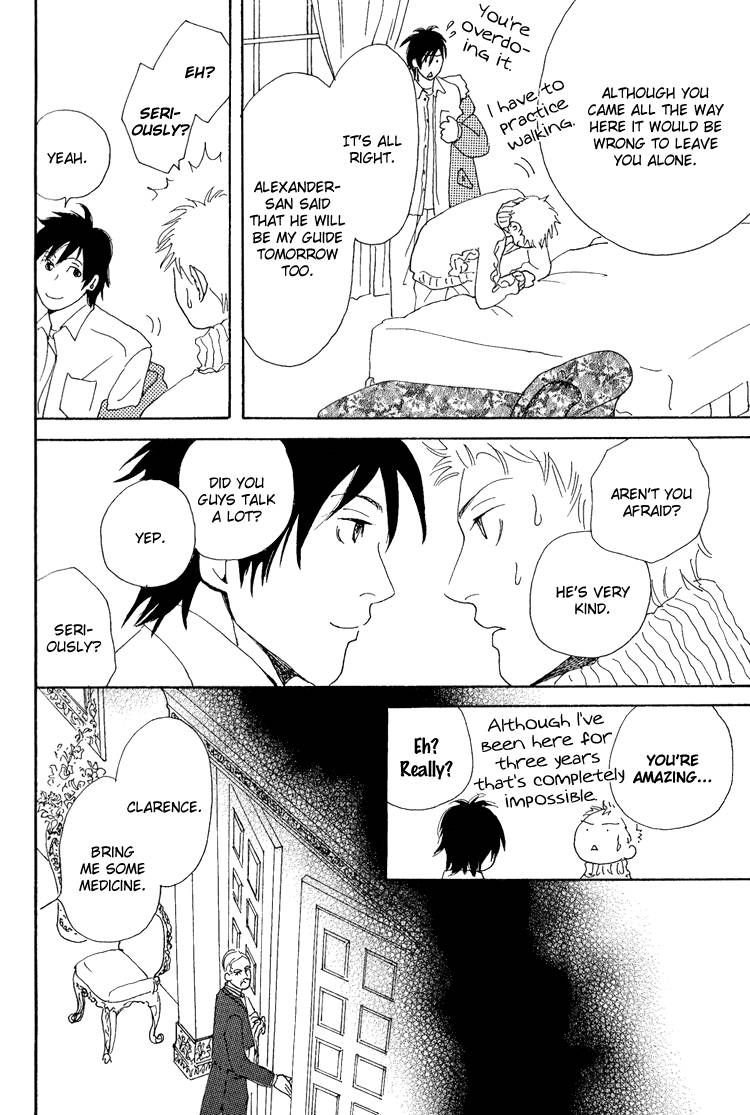 ALTHOUGH YOU
CAME ALL THE WAY
HERE IT WOULD BE
WRONG TO LEAVE
YOU ALONE.
You're
overdo-
ing it.
I have to
practice
walking.
IT'S ALL
RIGHT.
ALEXANDER-
SAN SAID
THAT HE WILL
BE MY GUIDE
TOMORROW
TOO.
EH?
SERI-
OUSLY?
YEAH.
AREN'T YOU
AFRAID?
HE'S VERY
KIND.
DID YOU
GUYS TALK
A LOT?
YEP.
SERI-
OUSLY?
YOU'RE
AMAZING...
Although I've
been here for
three years
that's completely
impossible
Eh?
Really?
CLARENCE.
BRING
ME SOME
MEDICINE.